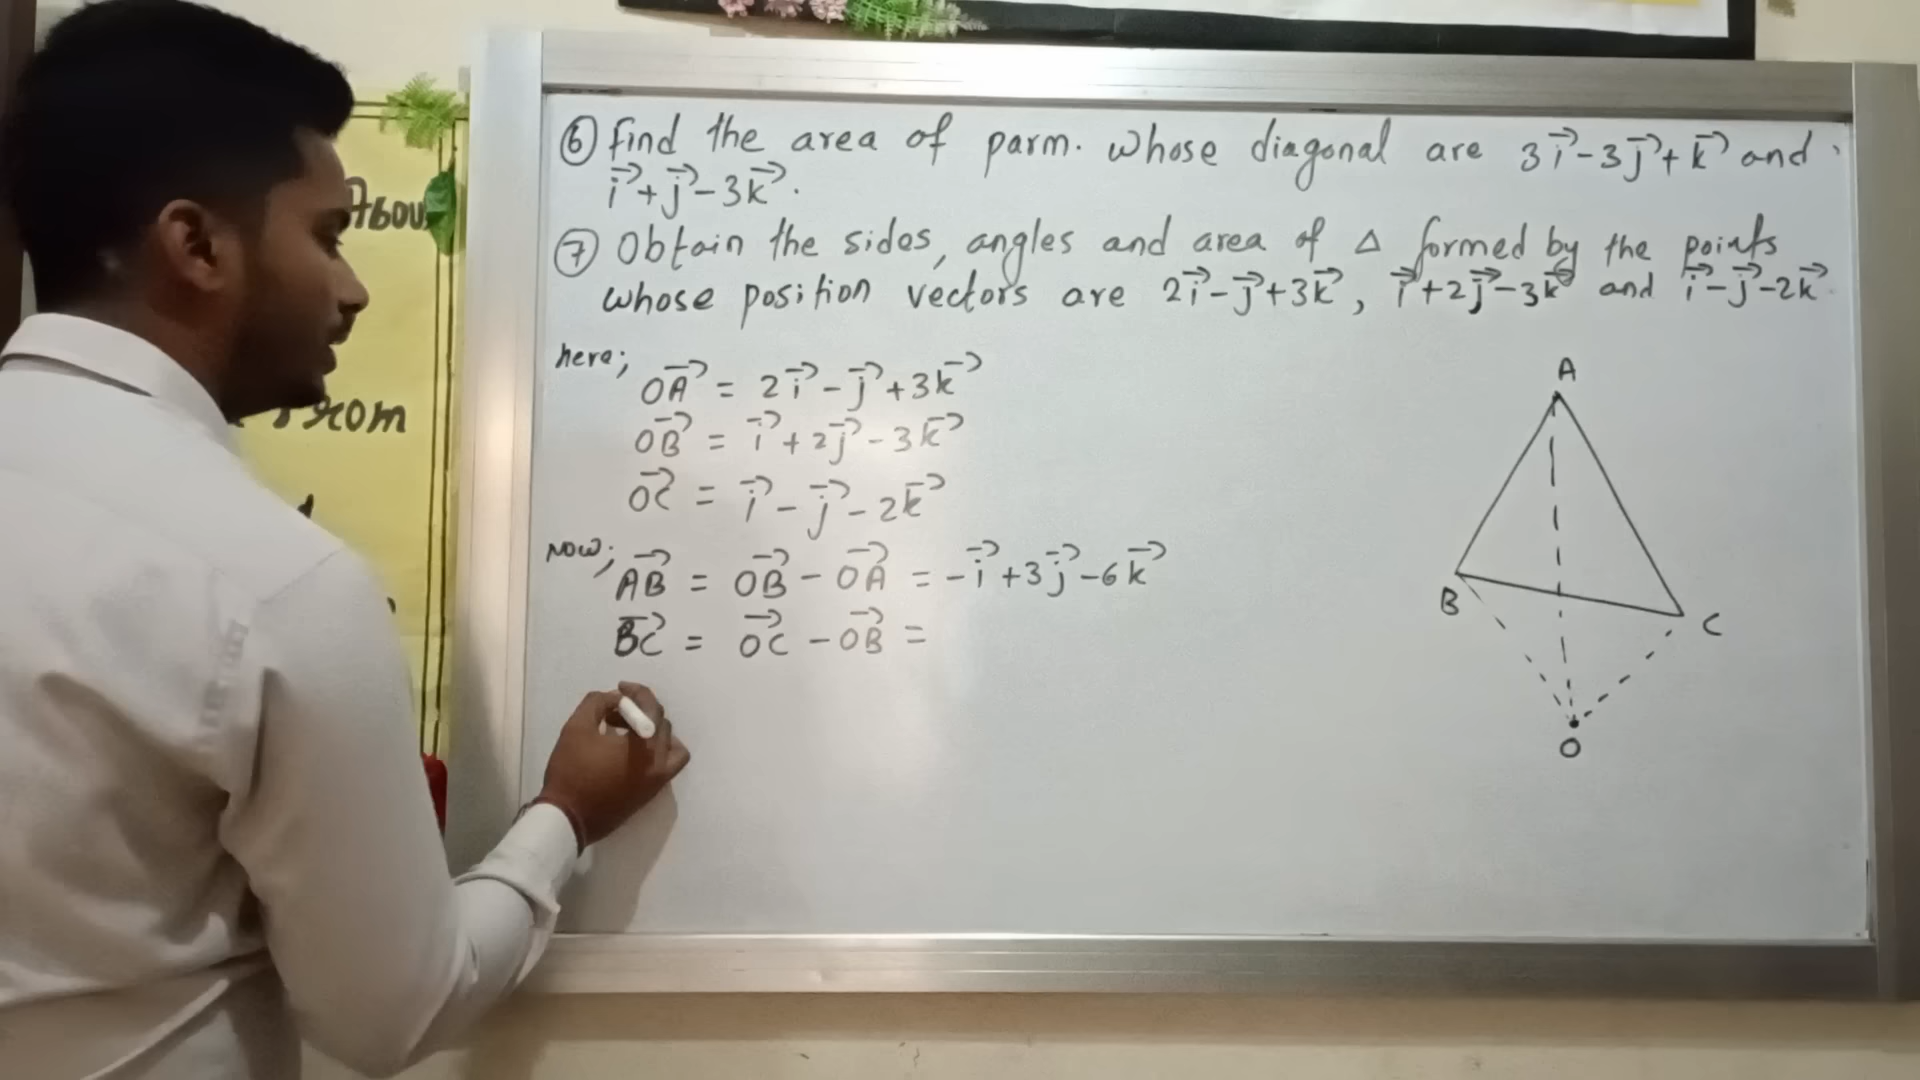 ⑥ Find the area of parm. whose diagonal are 3i⃗ - 3j⃗ + k⃗ and
i⃗ + j⃗ - 3k⃗.
⑦ Obtain the sides, angles and area of Δ formed by the points
whose position vectors are 2i⃗ - j⃗ + 3k⃗, i⃗ + 2j⃗ - 3k⃗ and i⃗ - j⃗ - 2k⃗
here;
OA⃗ = 2i⃗ - j⃗ + 3k⃗
OB⃗ = i⃗ + 2j⃗ - 3k⃗
OC⃗ = i⃗ - j⃗ - 2k⃗
Now;
AB⃗ = OB⃗ - OA⃗ = -i⃗ + 3j⃗ - 6k⃗
BC⃗ = OC⃗ - OB⃗ =
A
B
C
O